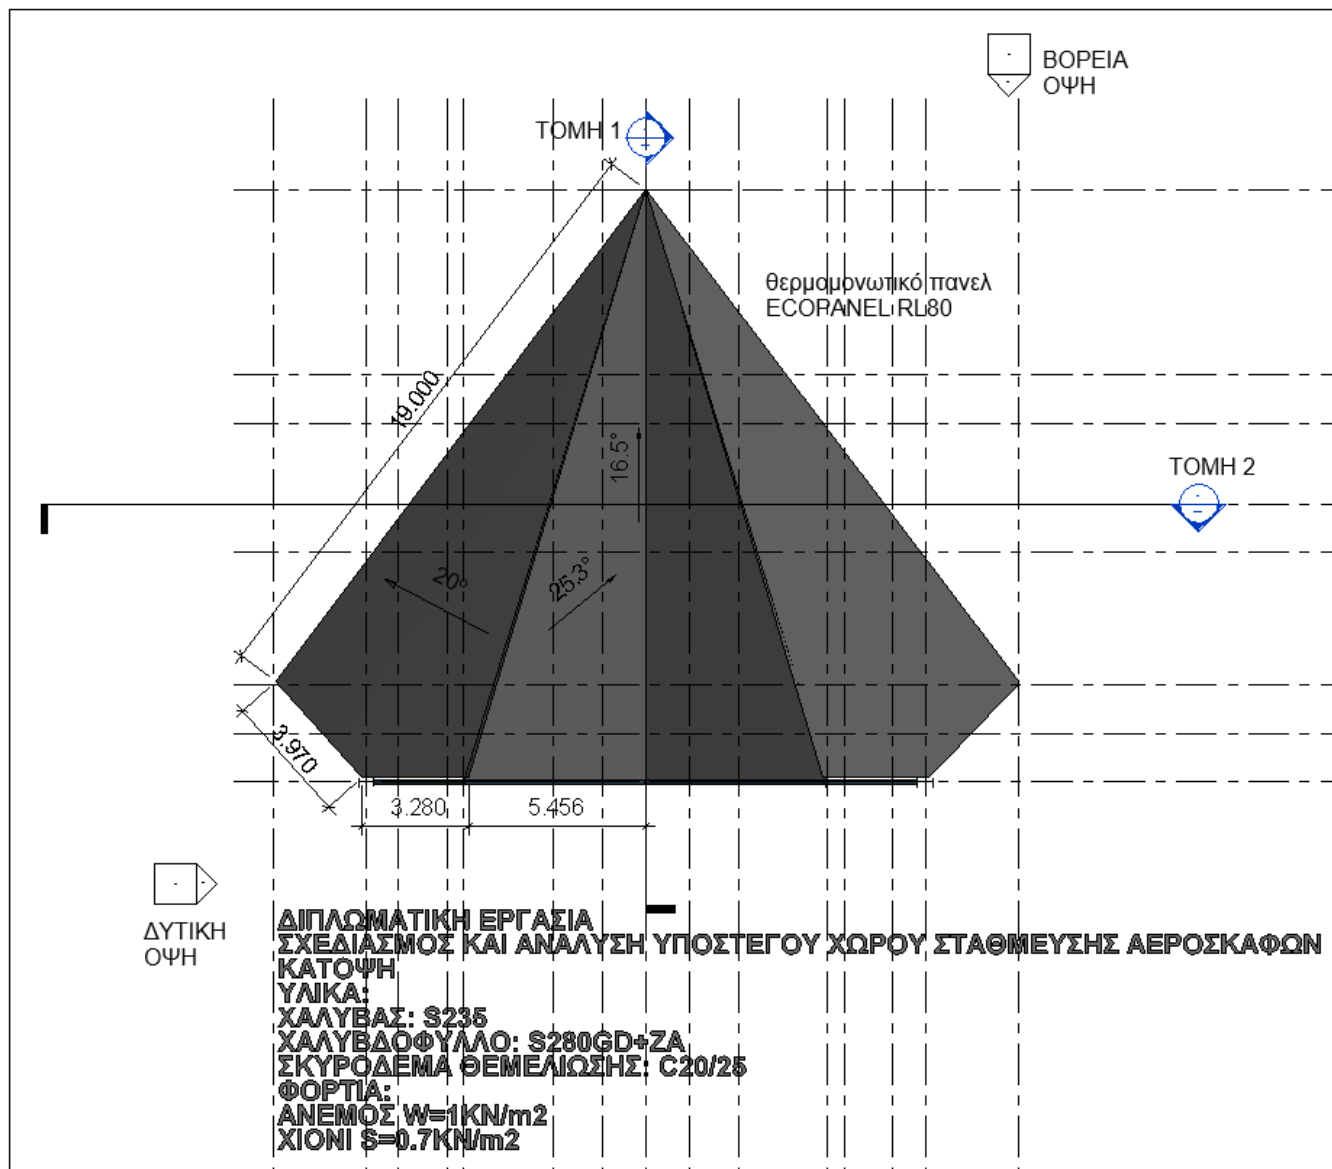 ΒΟΡΕΙΑ
ΟΨΗ
ΤΟΜΗ 1
θερμομονωτικό πανελ
ECOPANEL RL80
19.000
16.5°
ΤΟΜΗ 2
20°
25.3°
3.970
3.280
5.456
ΔΥΤΙΚΗ
ΟΨΗ
ΔΙΠΛΩΜΑΤΙΚΗ ΕΡΓΑΣΙΑ
ΣΧΕΔΙΑΣΜΟΣ ΚΑΙ ΑΝΑΛΥΣΗ ΥΠΟΣΤΕΓΟΥ ΧΩΡΟΥ ΣΤΑΘΜΕΥΣΗΣ ΑΕΡΟΣΚΑΦΩΝ
ΚΑΤΟΨΗ
ΥΛΙΚΑ:
ΧΑΛΥΒΑΣ: S235
ΧΑΛΥΒΔΟΦΥΛΛΟ: S280GD+ZA
ΣΚΥΡΟΔΕΜΑ ΘΕΜΕΛΙΩΣΗΣ: C20/25
ΦΟΡΤΙΑ:
ΑΝΕΜΟΣ W=1KN/m2
ΧΙΟΝΙ S=0.7KN/m2